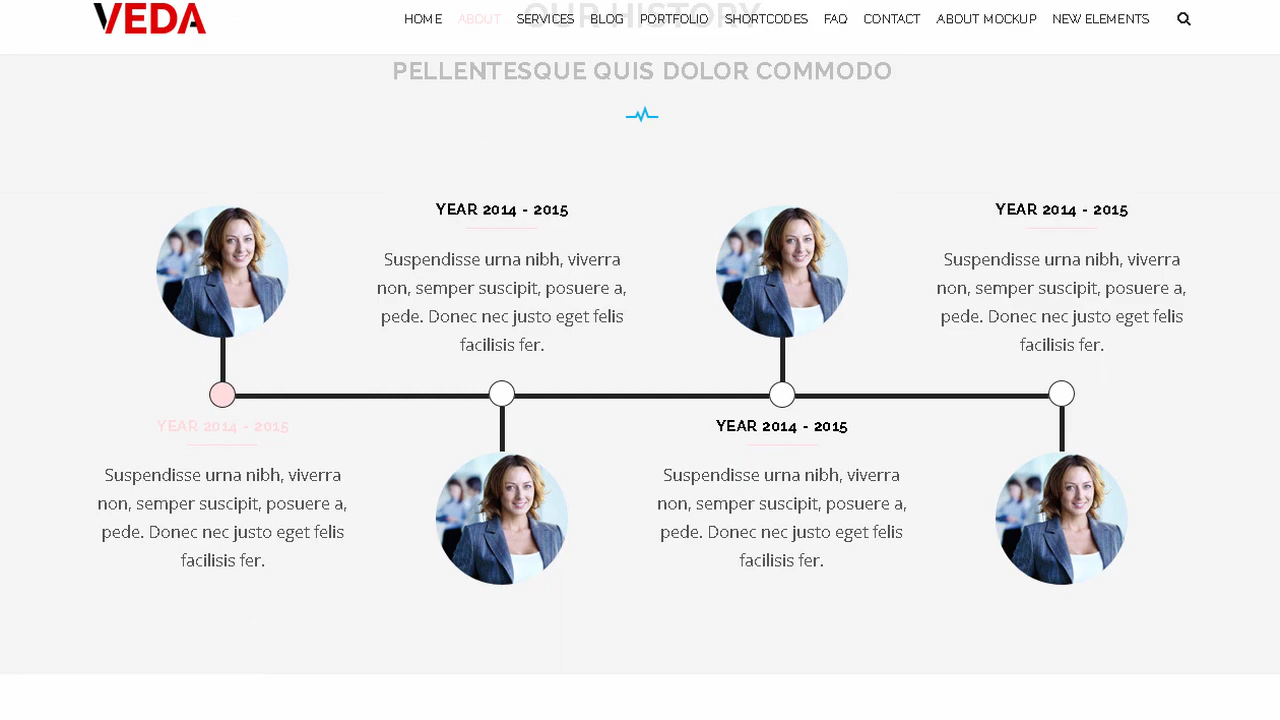 VEDA
HOME ABOUT SERVICES BLOG PORTFOLIO SHORTCODES FAQ CONTACT ABOUT MOCKUP NEW ELEMENTS
OUR HISTORY
PELLENTESQUE QUIS DOLOR COMMODO
YEAR 2014 - 2015
Suspendisse urna nibh, viverra
non, semper suscipit, posuere a,
pede. Donec nec justo eget felis
facilisis fer.
YEAR 2014 - 2015
Suspendisse urna nibh, viverra
non, semper suscipit, posuere a,
pede. Donec nec justo eget felis
facilisis fer.
YEAR 2014 - 2015
Suspendisse urna nibh, viverra
non, semper suscipit, posuere a,
pede. Donec nec justo eget felis
facilisis fer.
YEAR 2014 - 2015
Suspendisse urna nibh, viverra
non, semper suscipit, posuere a,
pede. Donec nec justo eget felis
facilisis fer.